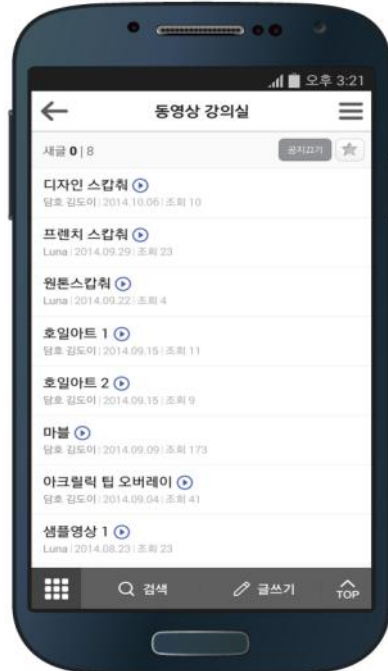 오후 3:21
동영상 강의실
새글 0 | 8
공지끄기
디자인 스캅춰
담호 김도이 | 2014.10.06 | 조회 10
프렌치 스캅춰
Luna | 2014.09.29 | 조회 23
원톤스캅춰
Luna | 2014.09.22 | 조회 4
호일아트 1
담호 김도이 | 2014.09.15 | 조회 11
호일아트 2
담호 김도이 | 2014.09.15 | 조회 9
마블
담호 김도이 | 2014.09.09 | 조회 173
아크릴릭 팁 오버레이
담호 김도이 | 2014.09.04 | 조회 41
샘플영상 1
Luna | 2014.08.23 | 조회 23
검색
글쓰기
TOP